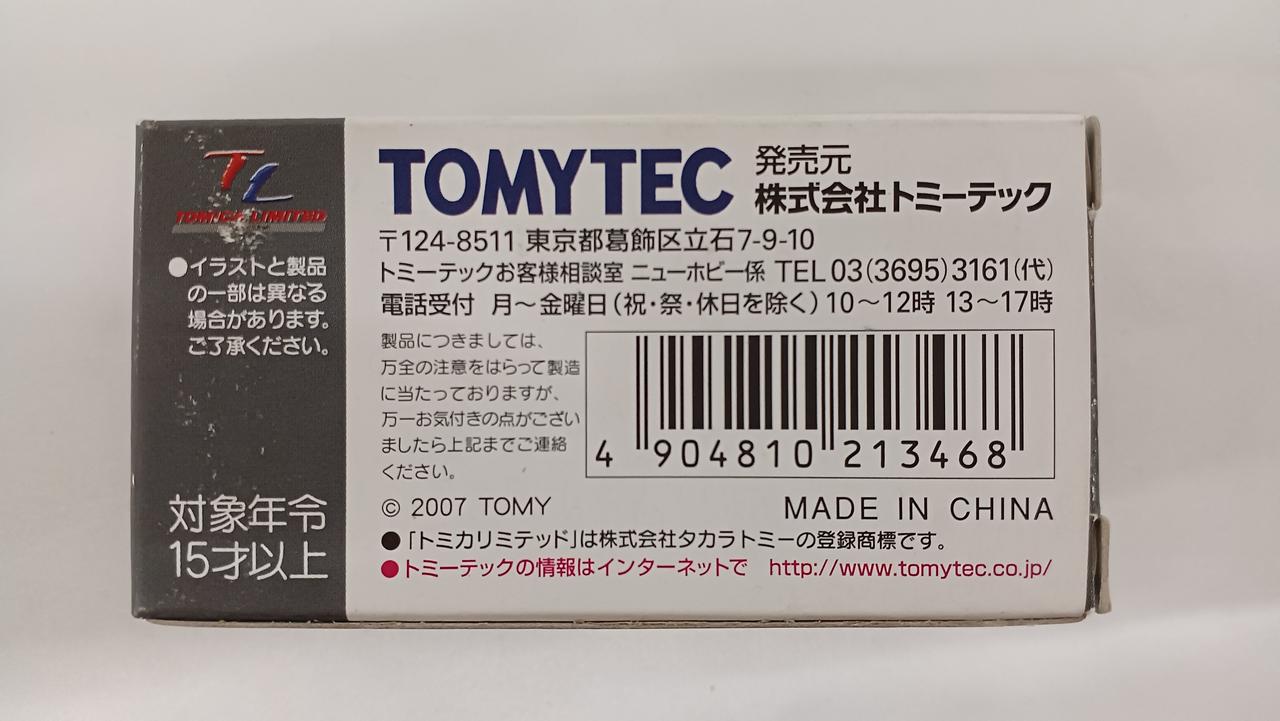 TL
TOMICA LIMITED
●イラストと製品
の一部は異なる
場合があります。
ご了承ください。
対象年令
15才以上
TOMYTEC
発売元
株式会社トミーテック
〒124-8511 東京都葛飾区立石7-9-10
トミーテックお客様相談室 ニューホビー係 TEL 03(3695)3161(代)
電話受付 月～金曜日(祝・祭・休日を除く) 10～12時 13～17時
製品につきましては、
万全の注意をはらって製造
に当たっておりますが、
万一お気付きの点がござい
ましたら上記までご連絡
ください。
4 904810 213468
© 2007 TOMY
MADE IN CHINA
●「トミカリミテッド」は株式会社タカラトミーの登録商標です。
●トミーテックの情報はインターネットで http://www.tomytec.co.jp/